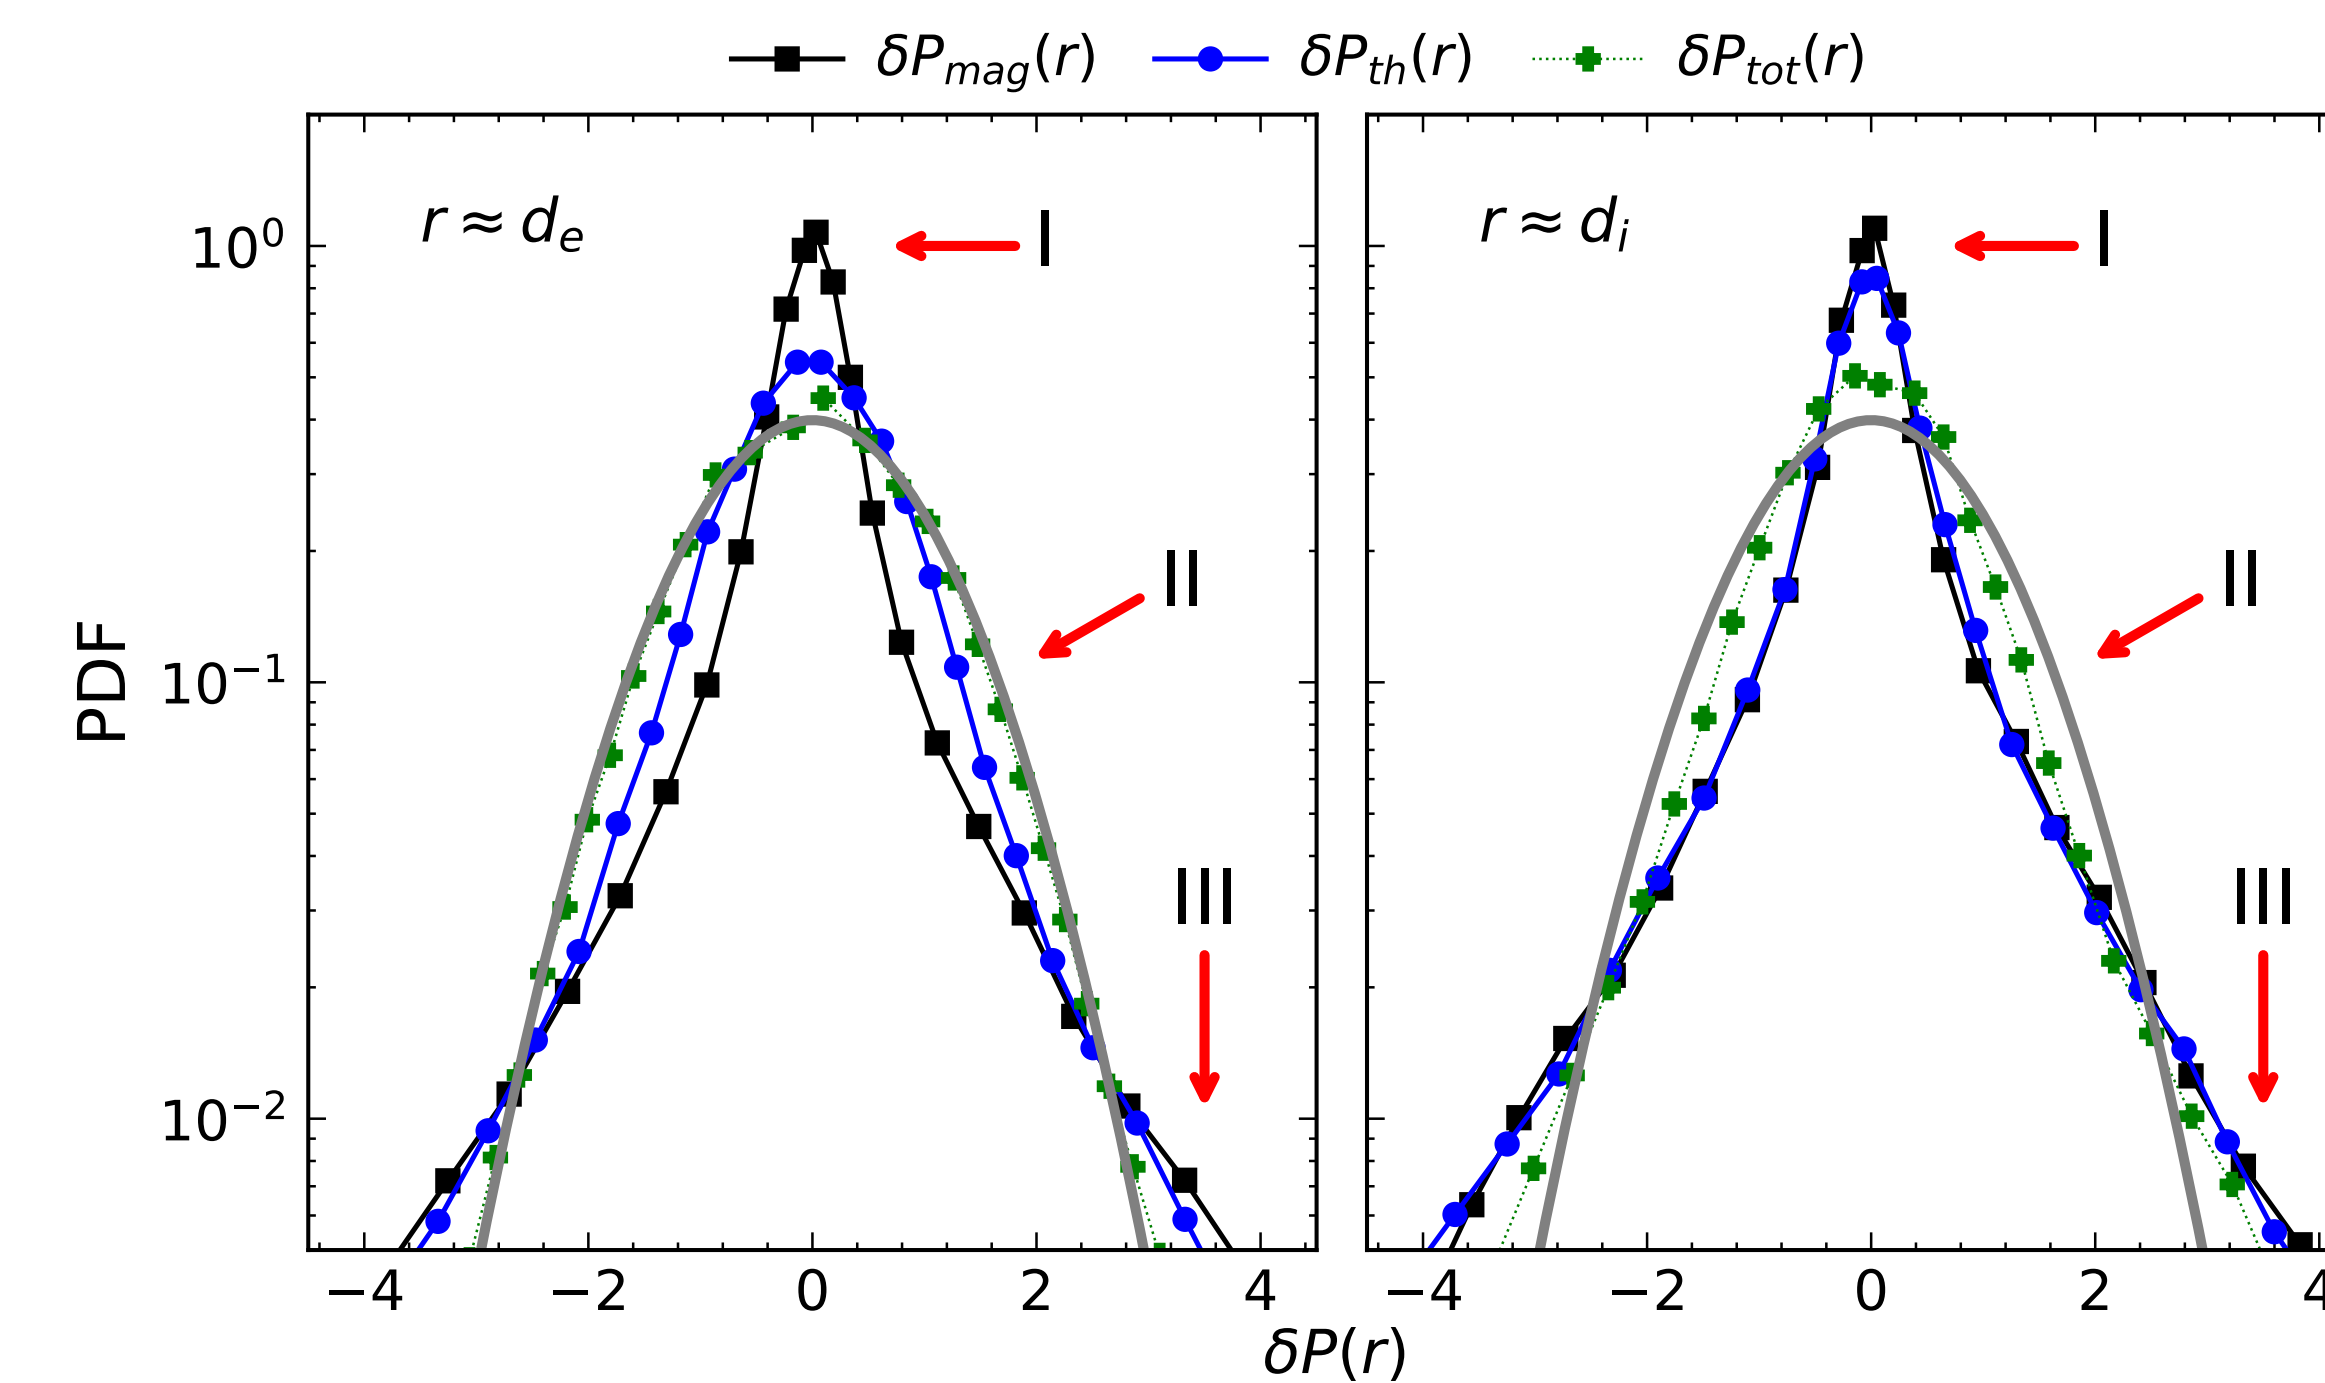 δP_mag(r) δP_th(r) δP_tot(r)
r ≈ d_e
I
II
III
r ≈ d_i
I
II
III
PDF
10^0
10^−1
10^−2
−4 −2 0 2 4
−4 −2 0 2 4
δP(r)